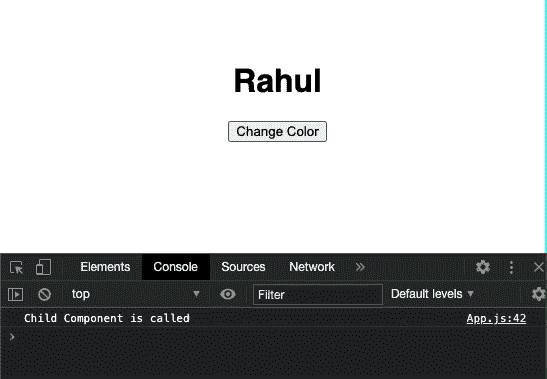 Rahul
Change Color
Elements Console Sources Network
top Filter Default levels
Child Component is called App.js:42